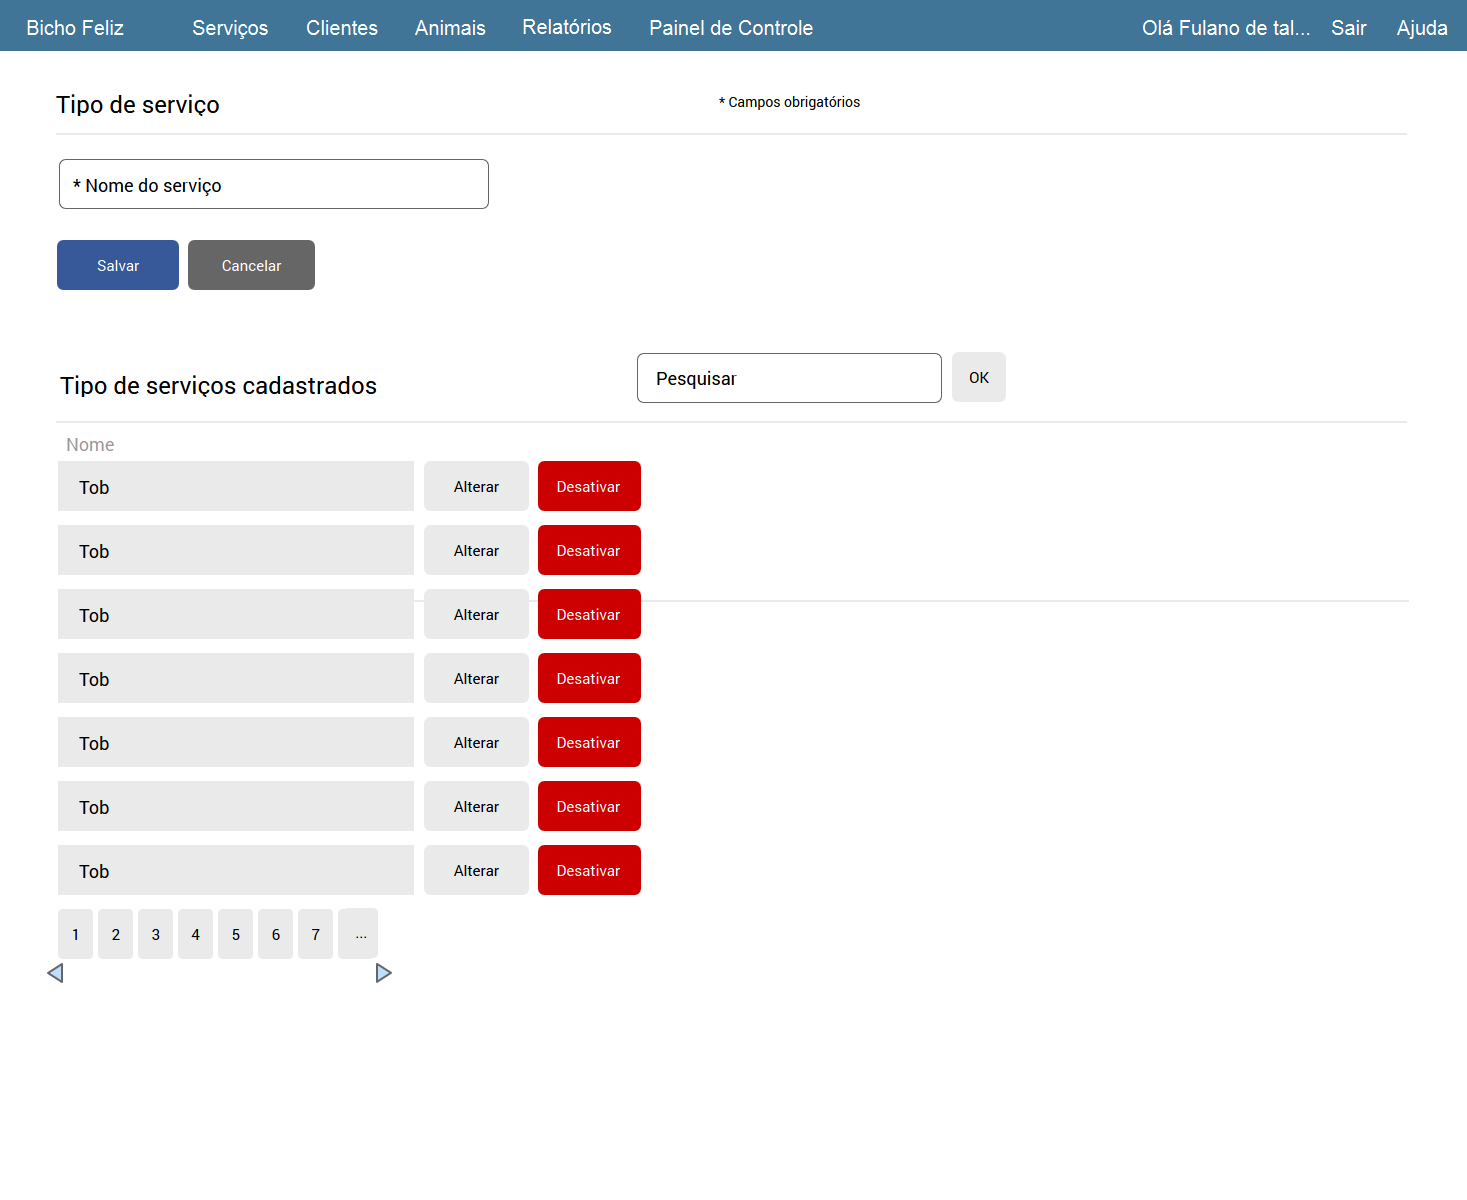 Bicho Feliz Serviços Clientes Animais Relatórios Painel de Controle Olá Fulano de tal... Sair Ajuda
Tipo de serviço * Campos obrigatórios
* Nome do serviço
Salvar Cancelar
Tipo de serviços cadastrados Pesquisar OK
Nome
Tob Alterar Desativar
Tob Alterar Desativar
Tob Alterar Desativar
Tob Alterar Desativar
Tob Alterar Desativar
Tob Alterar Desativar
Tob Alterar Desativar
1 2 3 4 5 6 7 ...